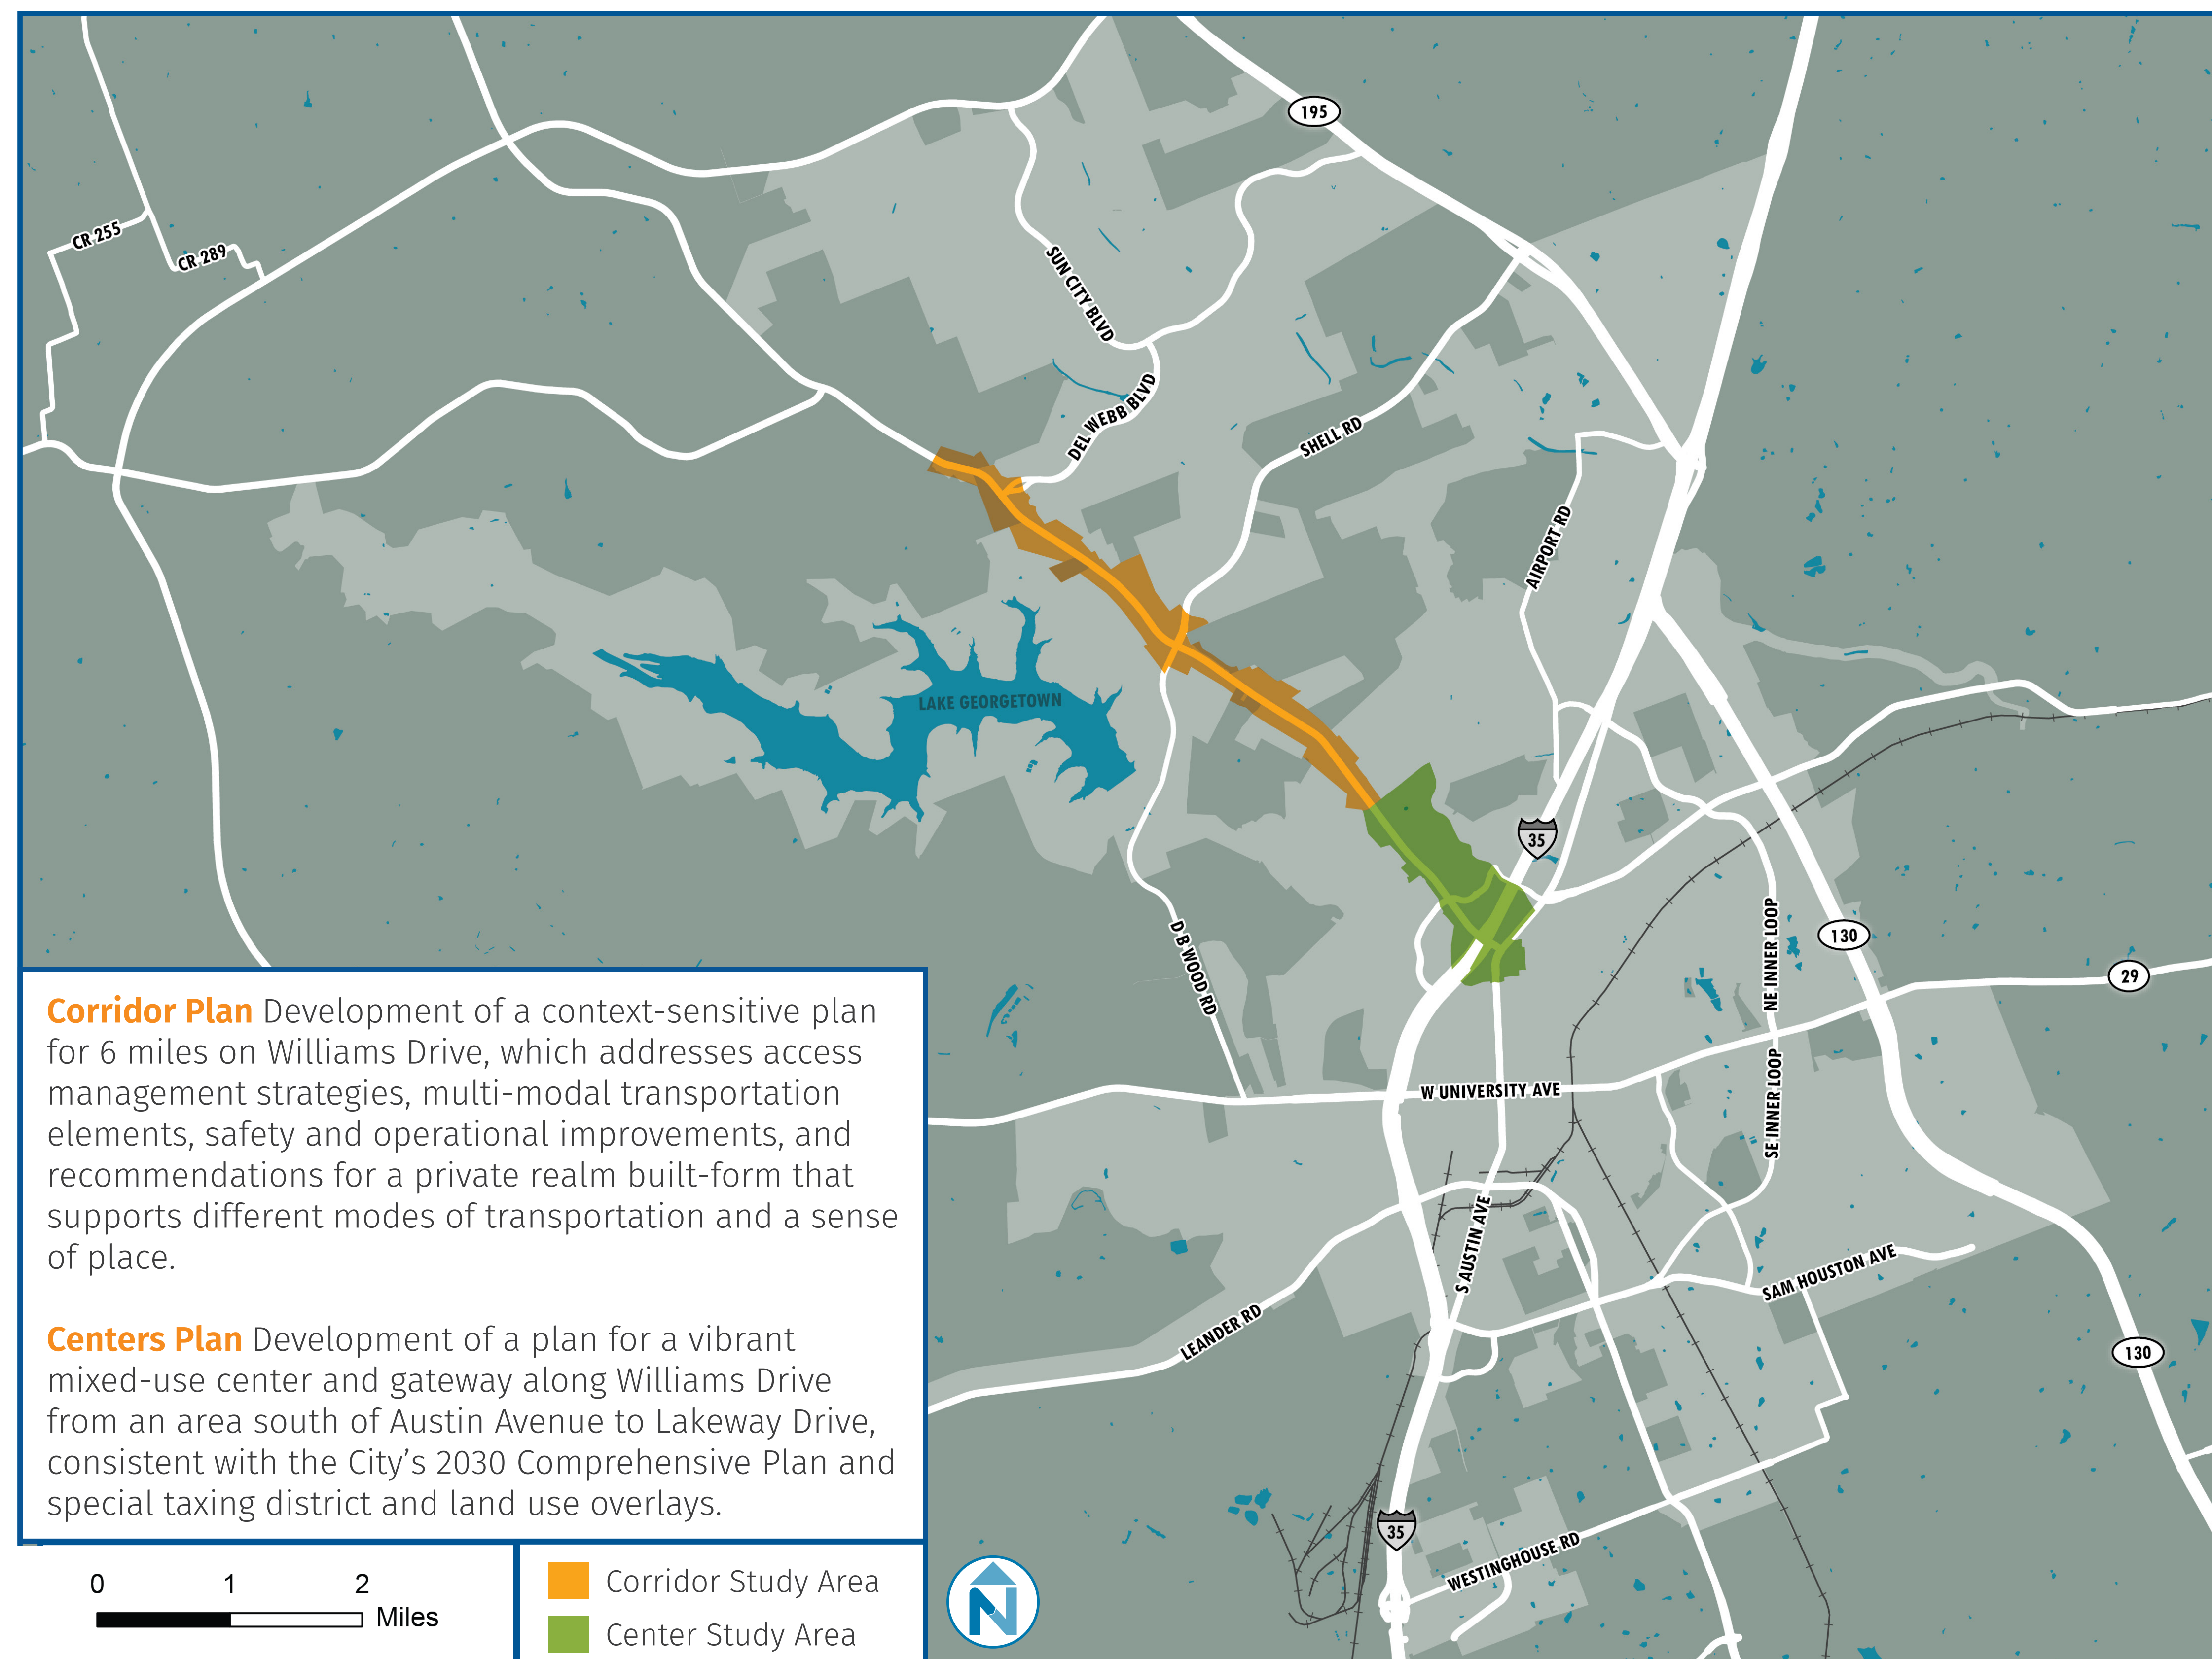 195
CR 255
CR 289
SUN CITY BLVD
DEL WEBB BLVD
SHELL RD
AIRPORT RD
LAKE GEORGETOWN
35
D B WOOD RD
NE INNER LOOP
130
29
W UNIVERSITY AVE
SE INNER LOOP
S AUSTIN AVE
SAM HOUSTON AVE
LEANDER RD
130
35
WESTINGHOUSE RD
Corridor Plan Development of a context-sensitive plan
for 6 miles on Williams Drive, which addresses access
management strategies, multi-modal transportation
elements, safety and operational improvements, and
recommendations for a private realm built-form that
supports different modes of transportation and a sense
of place.
Centers Plan Development of a plan for a vibrant
mixed-use center and gateway along Williams Drive
from an area south of Austin Avenue to Lakeway Drive,
consistent with the City's 2030 Comprehensive Plan and
special taxing district and land use overlays.
0 1 2
Miles
Corridor Study Area
Center Study Area
N